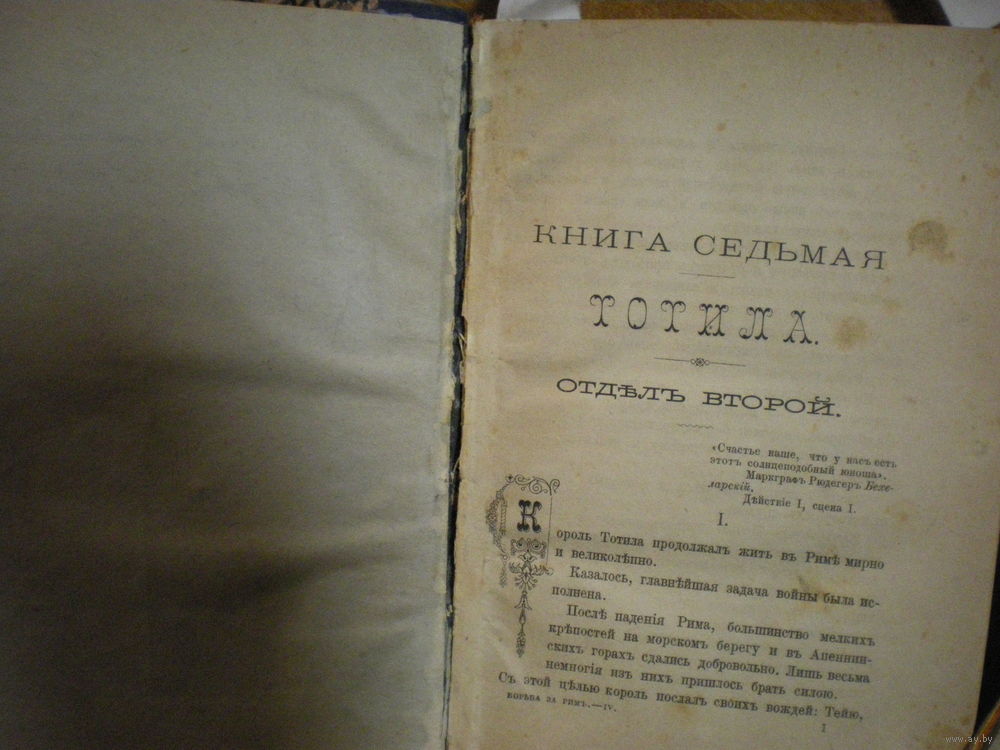 КНИГА СЕДЬМАЯ
ТОТИЛА.
ОТДѢЛЪ ВТОРОЙ.
«Счастье наше, что у насъ есть
этотъ солнцеподобный юноша».
Маркграфъ Рюдегеръ Бехе-
ларскій,
Дѣйствіе I, сцена I.
I.
Король Тотила продолжалъ жить въ Римѣ мирно
и великолѣпно.
Казалось, главнѣйшая задача войны была ис-
полнена.
Послѣ паденія Рима, большинство мелкихъ
крѣпостей на морскомъ берегу и въ Апеннин-
скихъ горахъ сдались добровольно. Лишь весьма
немногія изъ нихъ пришлось брать силою.
Съ этой цѣлью король послалъ своихъ вождей: Тейю,
БОРЬБА ЗА РИМЪ.—IV.
1
www.ay.by